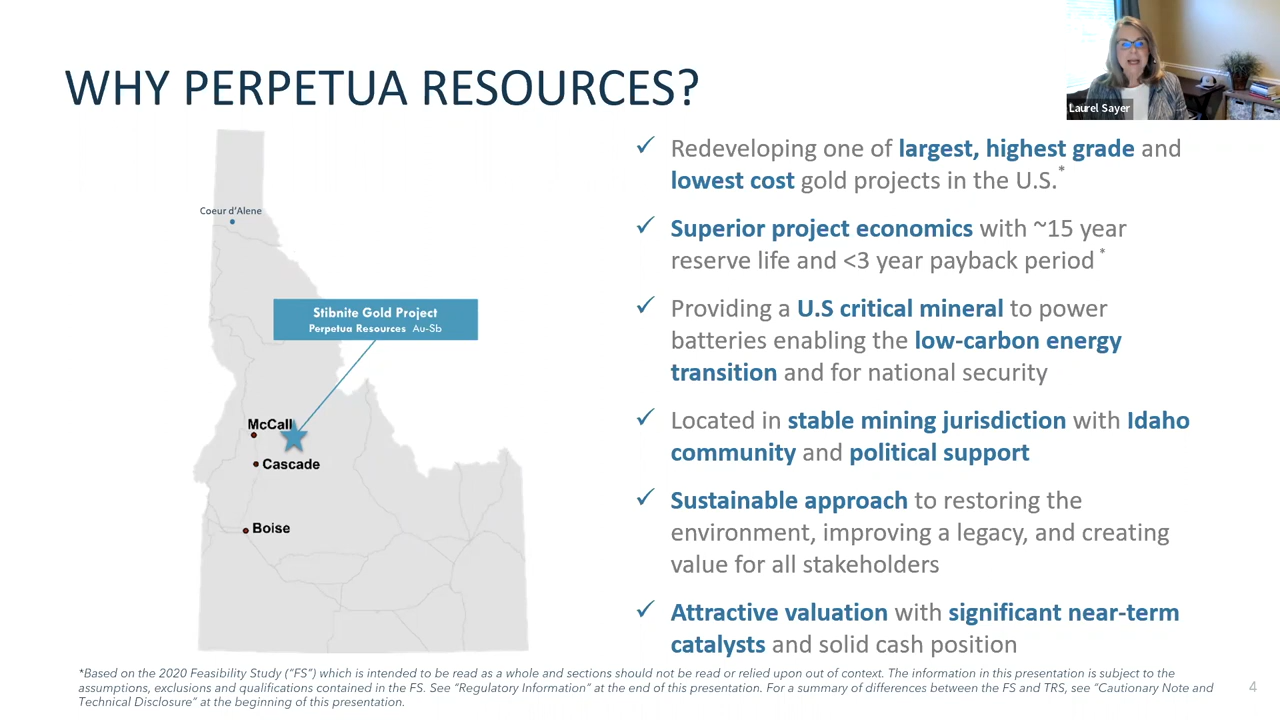 Laurel Sayer
WHY PERPETUA RESOURCES?
Coeur d'Alene
Stibnite Gold Project
Perpetua Resources Au-Sb
McCall
Cascade
Boise
✓ Redeveloping one of largest, highest grade and
lowest cost gold projects in the U.S.*
✓ Superior project economics with ~15 year
reserve life and <3 year payback period *
✓ Providing a U.S critical mineral to power
batteries enabling the low-carbon energy
transition and for national security
✓ Located in stable mining jurisdiction with Idaho
community and political support
✓ Sustainable approach to restoring the
environment, improving a legacy, and creating
value for all stakeholders
✓ Attractive valuation with significant near-term
catalysts and solid cash position
*Based on the 2020 Feasibility Study ("FS") which is intended to be read as a whole and sections should not be read or relied upon out of context. The information in this presentation is subject to the
assumptions, exclusions and qualifications contained in the FS. See "Regulatory Information" at the end of this presentation. For a summary of differences between the FS and TRS, see "Cautionary Note and
Technical Disclosure" at the beginning of this presentation.
4